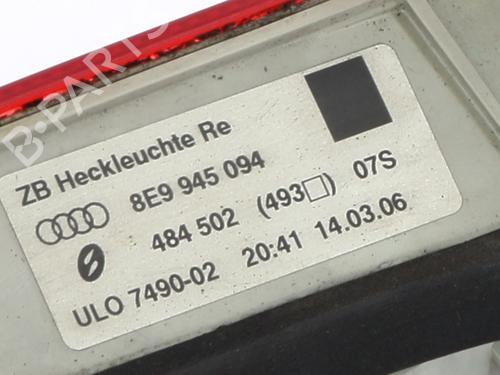 B-PARTS
ZB Heckleuchte Re
8E9 945 094
484 502 (493□) 07S
ULO 7490-02 20:41 14.03.06